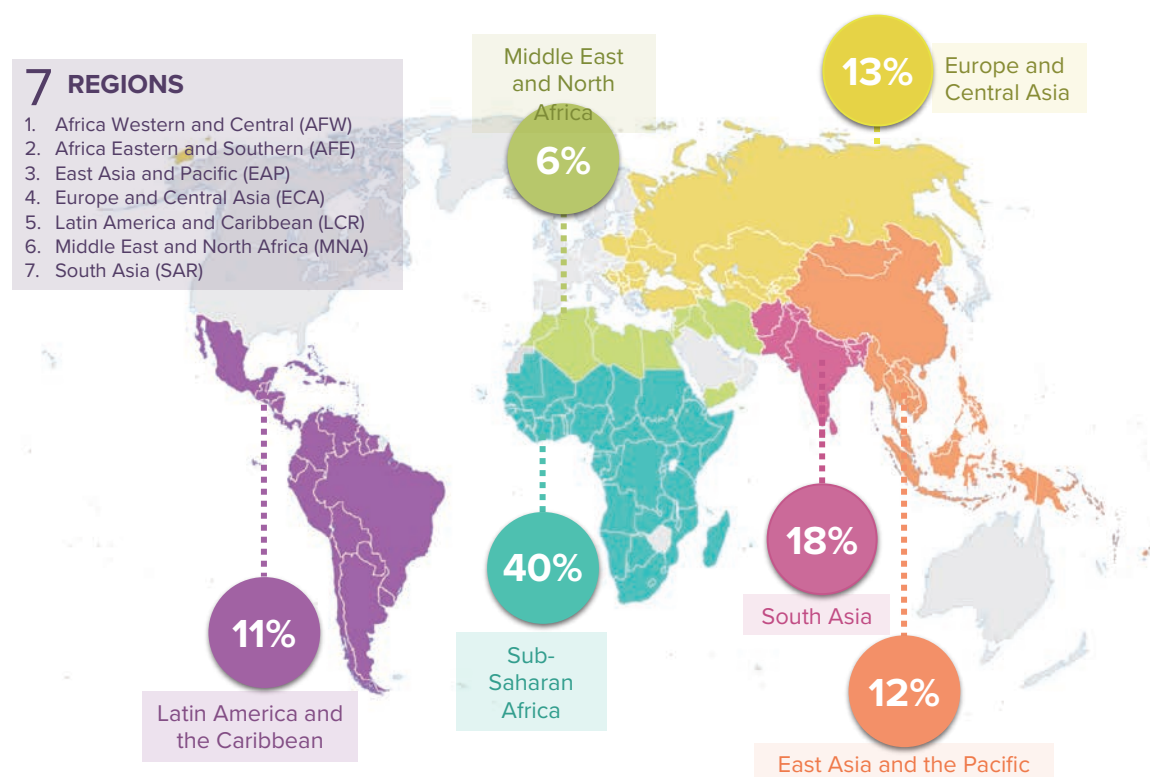 7 REGIONS
1. Africa Western and Central (AFW)
2. Africa Eastern and Southern (AFE)
3. East Asia and Pacific (EAP)
4. Europe and Central Asia (ECA)
5. Latin America and Caribbean (LCR)
6. Middle East and North Africa (MNA)
7. South Asia (SAR)
Middle East
and North
Africa
6%
13%
Europe and
Central Asia
11%
Latin America and
the Caribbean
40%
Sub-
Saharan
Africa
18%
South Asia
12%
East Asia and the Pacific